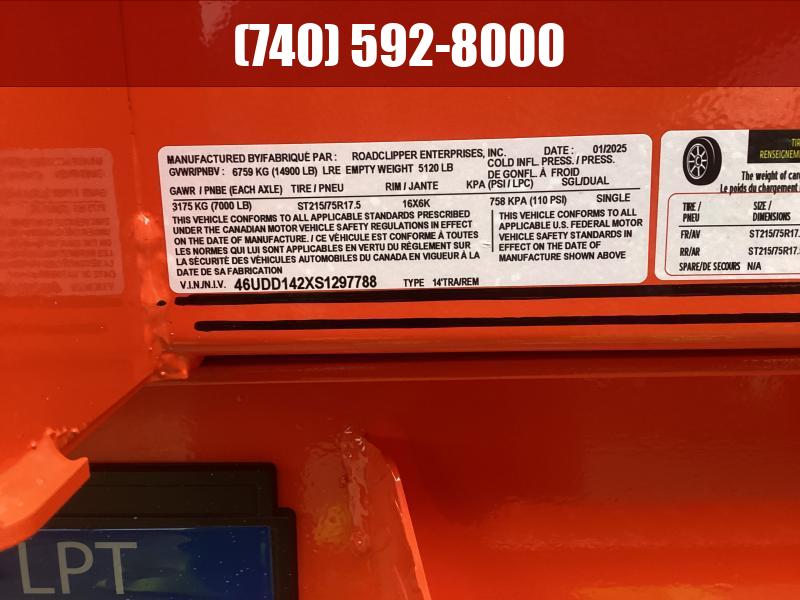 (740) 592-8000
MANUFACTURED BY/FABRIQUÉ PAR : ROADCLIPPER ENTERPRISES, INC. DATE : 01/2025
GVWR/PNBV : 6759 KG (14900 LB) LRE EMPTY WEIGHT 5120 LB COLD INFL. PRESS. / PRESS. DE GONFL. À FROID
GAWR / PNBE (EACH AXLE) TIRE / PNEU RIM / JANTE KPA (PSI / LPC) SGL/DUAL
3175 KG (7000 LB) ST215/75R17.5 16X6K 758 KPA (110 PSI) SINGLE
THIS VEHICLE CONFORMS TO ALL APPLICABLE STANDARDS PRESCRIBED
UNDER THE CANADIAN MOTOR VEHICLE SAFETY REGULATIONS IN EFFECT
ON THE DATE OF MANUFACTURE. / CE VÉHICULE EST CONFORME À TOUTES
LES NORMES QUI LUI SONT APPLICABLES EN VERTU DU RÈGLEMENT SUR
LA SÉCURITÉ DES VÉHICULES AUTOMOBILES DU CANADA EN VIGUEUR À LA
DATE DE SA FABRICATION
THIS VEHICLE CONFORMS TO ALL
APPLICABLE U.S. FEDERAL MOTOR
VEHICLE SAFETY STANDARDS IN
EFFECT ON THE DATE OF
MANUFACTURE SHOWN ABOVE
V.I.N./N.I.V. 46UDD142XS1297788 TYPE 14'TRA/REM
TIR
RENSEIGNEME
The weight of car
Le poids du chargement
TIRE / PNEU SIZE / DIMENSIONS
FR/AV ST215/75R17.
RR/AR ST215/75R17.
SPARE/DE SECOURS N/A
LPT